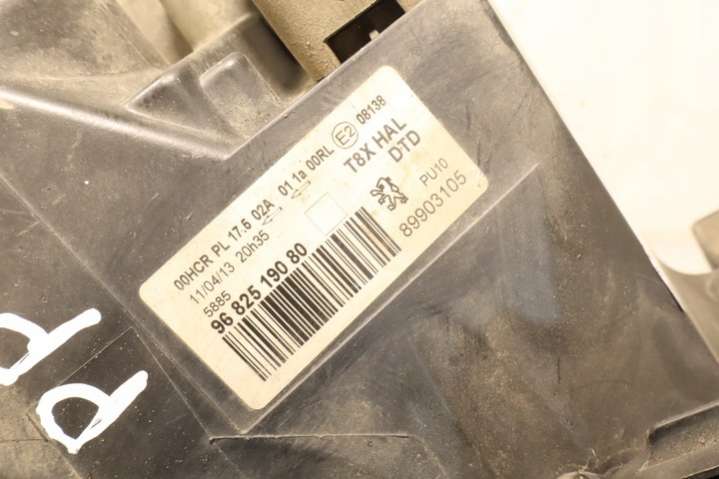 00HCR PL 17.5 02A 01 1a 00RL E2 08138
11/04/13 20h35
T8X HAL
5885
DTD
96 825 190 80
PU10
89903105
P
P